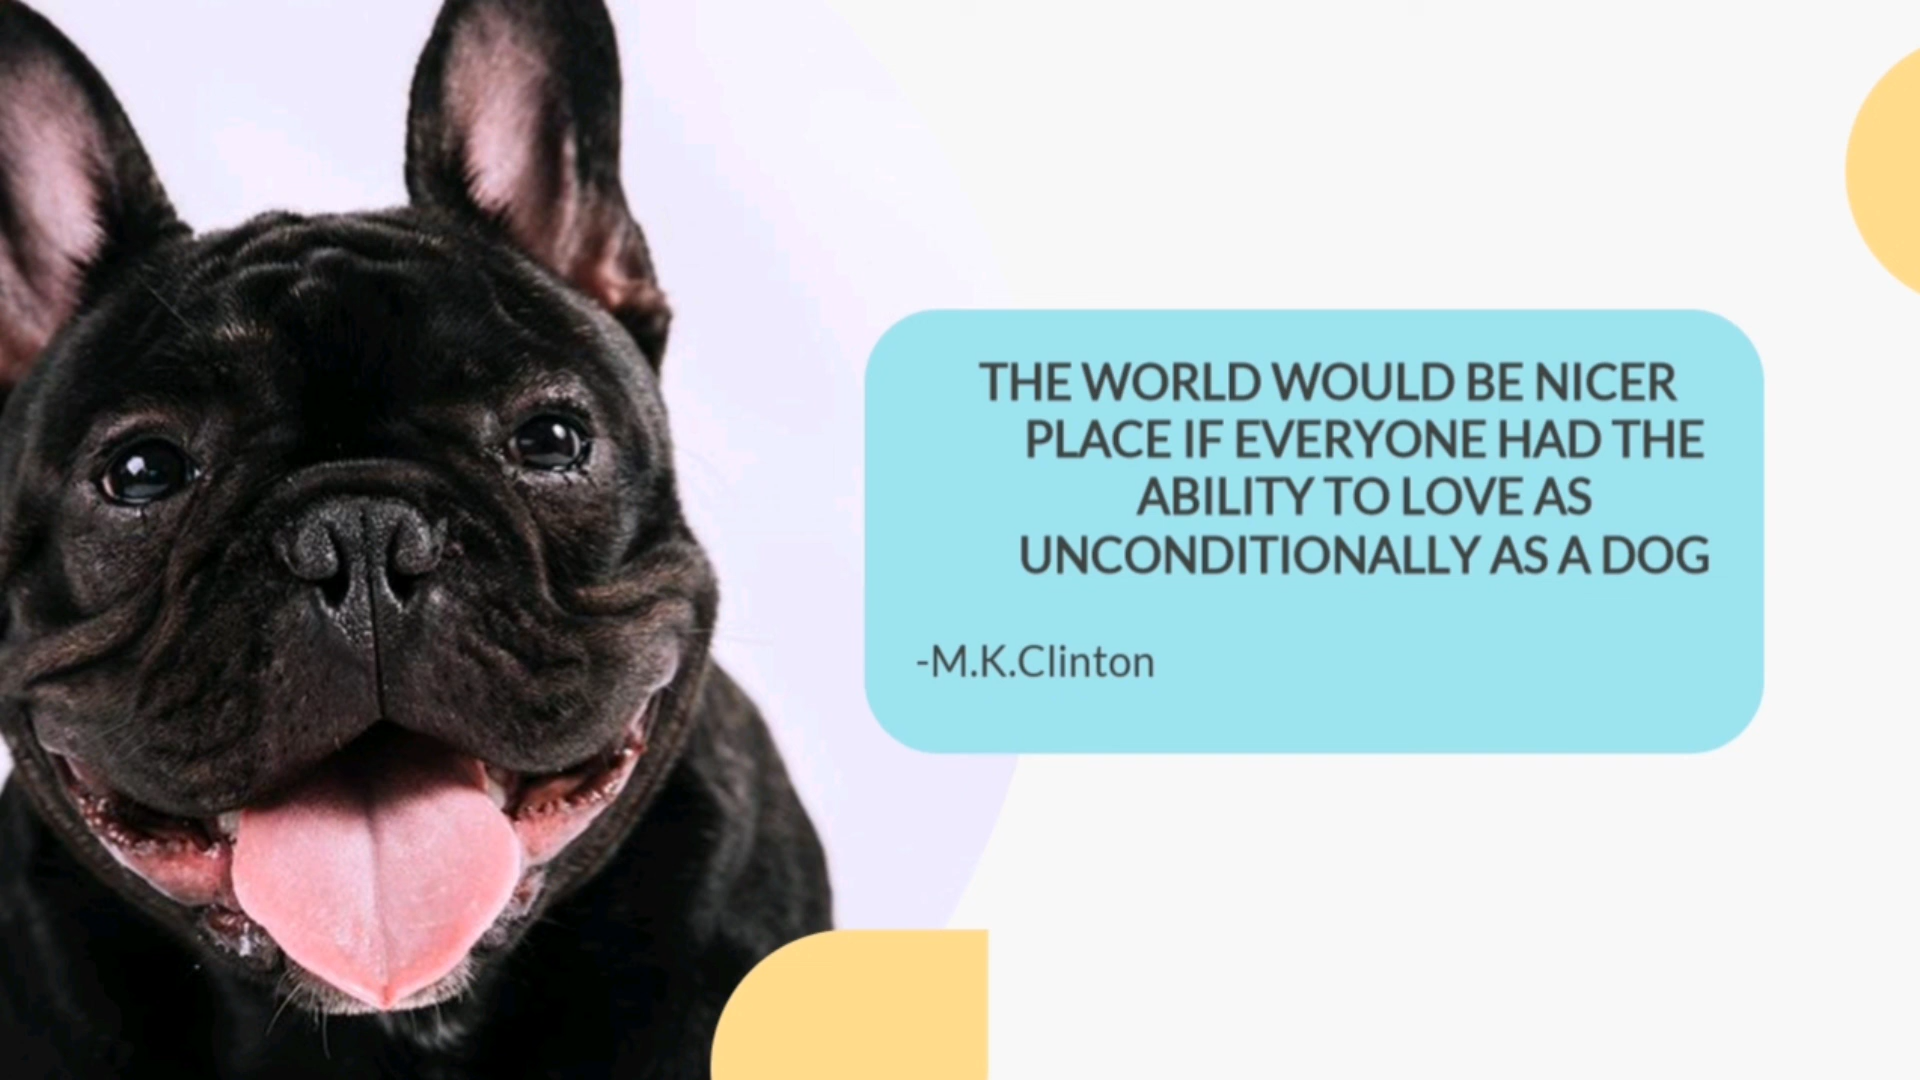 THE WORLD WOULD BE NICER
PLACE IF EVERYONE HAD THE
ABILITY TO LOVE AS
UNCONDITIONALLY AS A DOG
-M.K.Clinton